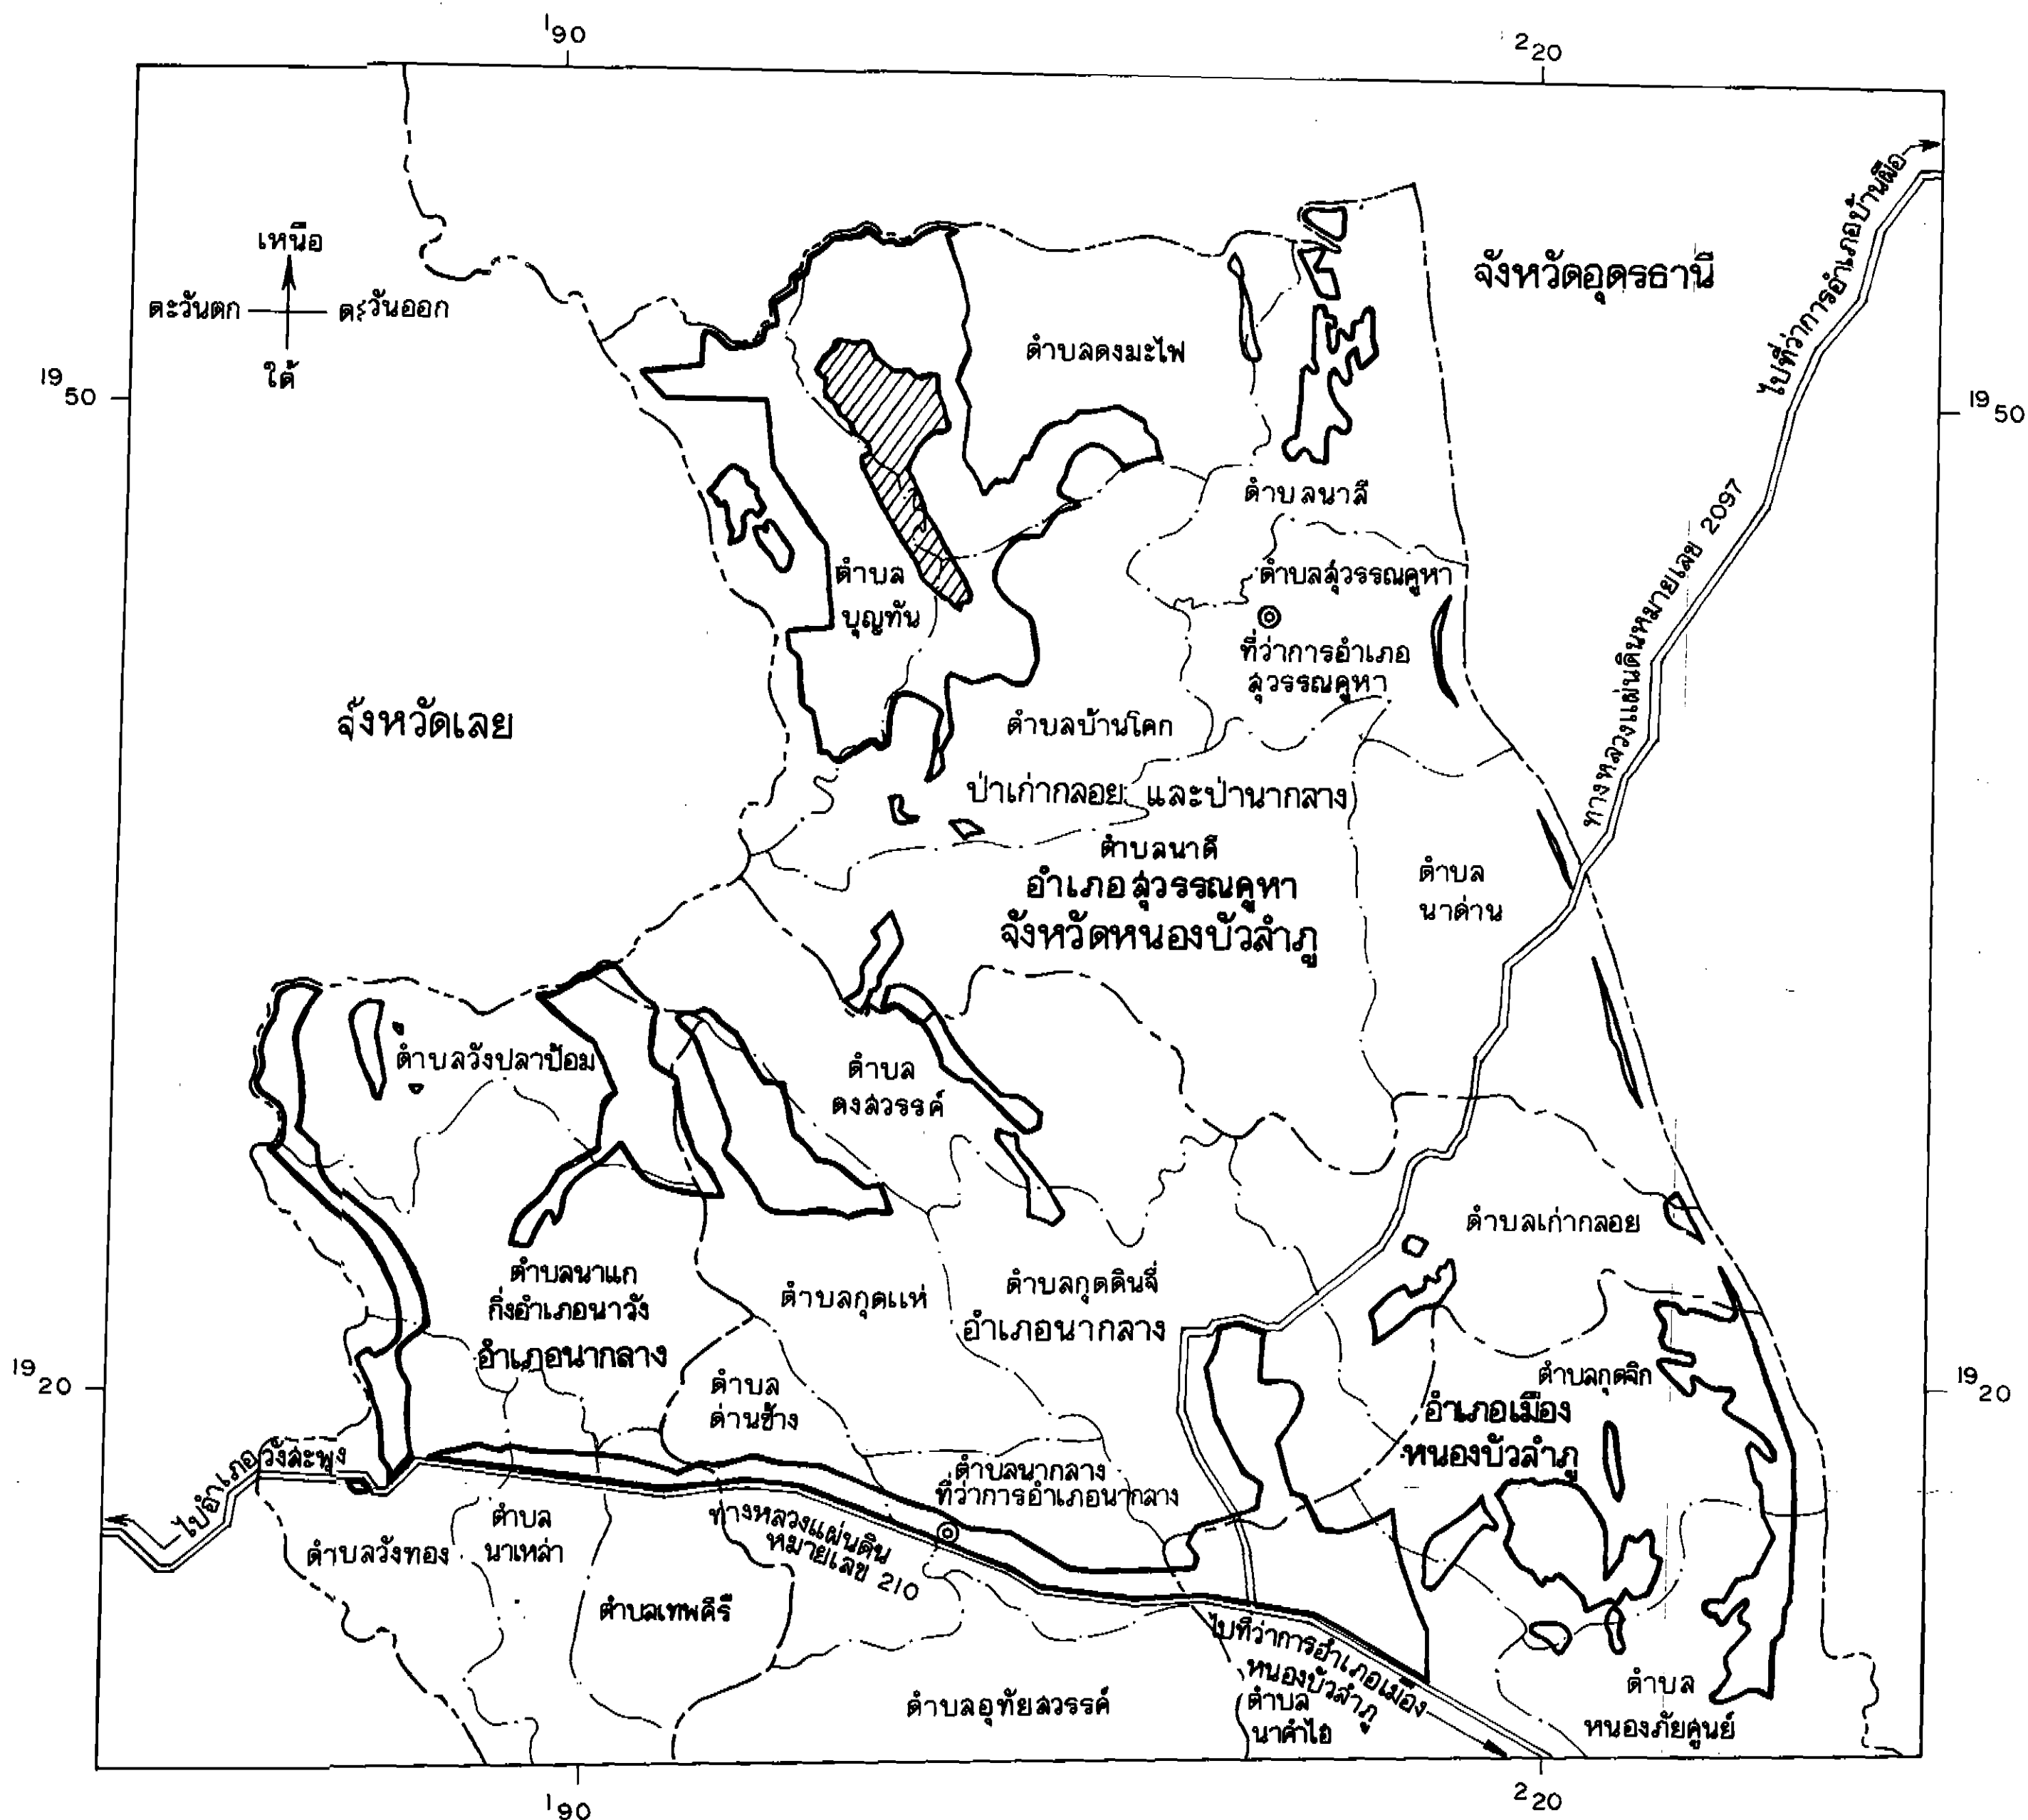 190
220
ไปที่ว่าการอำเภอบ้านผือ
เหนือ
ตะวันตก
ตะวันออก
ใต้
จังหวัดอุดรธานี
ตำบลดงมะไฟ
1950
1950
ตำบลนาสี
ทางหลวงแผ่นดินหมายเลข 2097
ตำบล
บุญทัน
ตำบลสุวรรณคูหา
ที่ว่าการอำเภอ
สุวรรณคูหา
จังหวัดเลย
ตำบลบ้านโคก
ป่าเก่ากลอย และป่านากลาง
ตำบลนาดี
อำเภอสุวรรณคูหา
จังหวัดหนองบัวลำภู
ตำบล
นาด่าน
ตำบลวังปลาป้อม
ตำบล
ดงสวรรค์
ตำบลเก่ากลอย
ตำบลนาแก
กิ่งอำเภอนาวัง
อำเภอนากลาง
ตำบลกุดแห่
ตำบลกุดดินจี่
อำเภอนากลาง
1920
1920
ตำบล
ด่านช้าง
ตำบลกุดจิก
อำเภอเมือง
หนองบัวลำภู
ไปอำเภอวังสะพุง
ตำบลนากลาง
ที่ว่าการอำเภอนากลาง
ทางหลวงแผ่นดิน
หมายเลข 210
ตำบลวังทอง
ตำบล
นาเหล่า
ตำบลเทพคีรี
ไปที่ว่าการอำเภอเมือง
หนองบัวลำภู
ตำบลอุทัยสวรรค์
ตำบล
นาคำไฮ
ตำบล
หนองภัยศูนย์
190
220